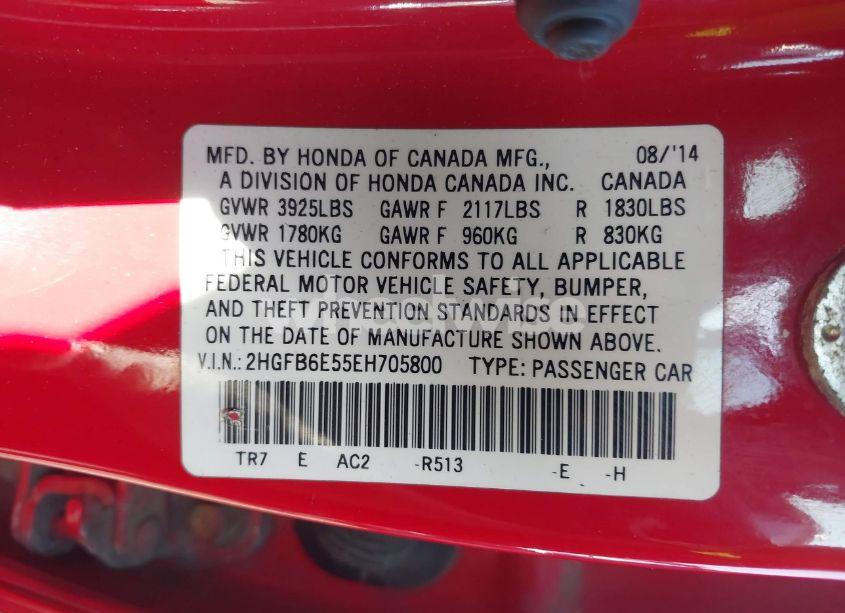 MFD. BY HONDA OF CANADA MFG., 08/'14
A DIVISION OF HONDA CANADA INC. CANADA
GVWR 3925LBS GAWR F 2117LBS R 1830LBS
GVWR 1780KG GAWR F 960KG R 830KG
THIS VEHICLE CONFORMS TO ALL APPLICABLE
FEDERAL MOTOR VEHICLE SAFETY, BUMPER,
AND THEFT PREVENTION STANDARDS IN EFFECT
ON THE DATE OF MANUFACTURE SHOWN ABOVE.
V.I.N.: 2HGFB6E55EH705800 TYPE: PASSENGER CAR
TR7 E AC2 -R513 -E -H